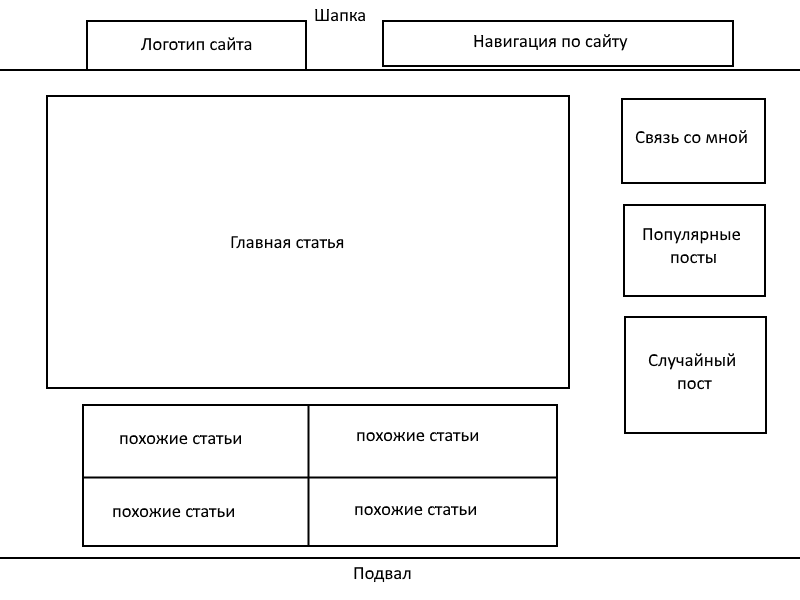 Шапка
Логотип сайта
Навигация по сайту
Главная статья
Связь со мной
Популярные
посты
Случайный
пост
похожие статьи
похожие статьи
похожие статьи
похожие статьи
Подвал